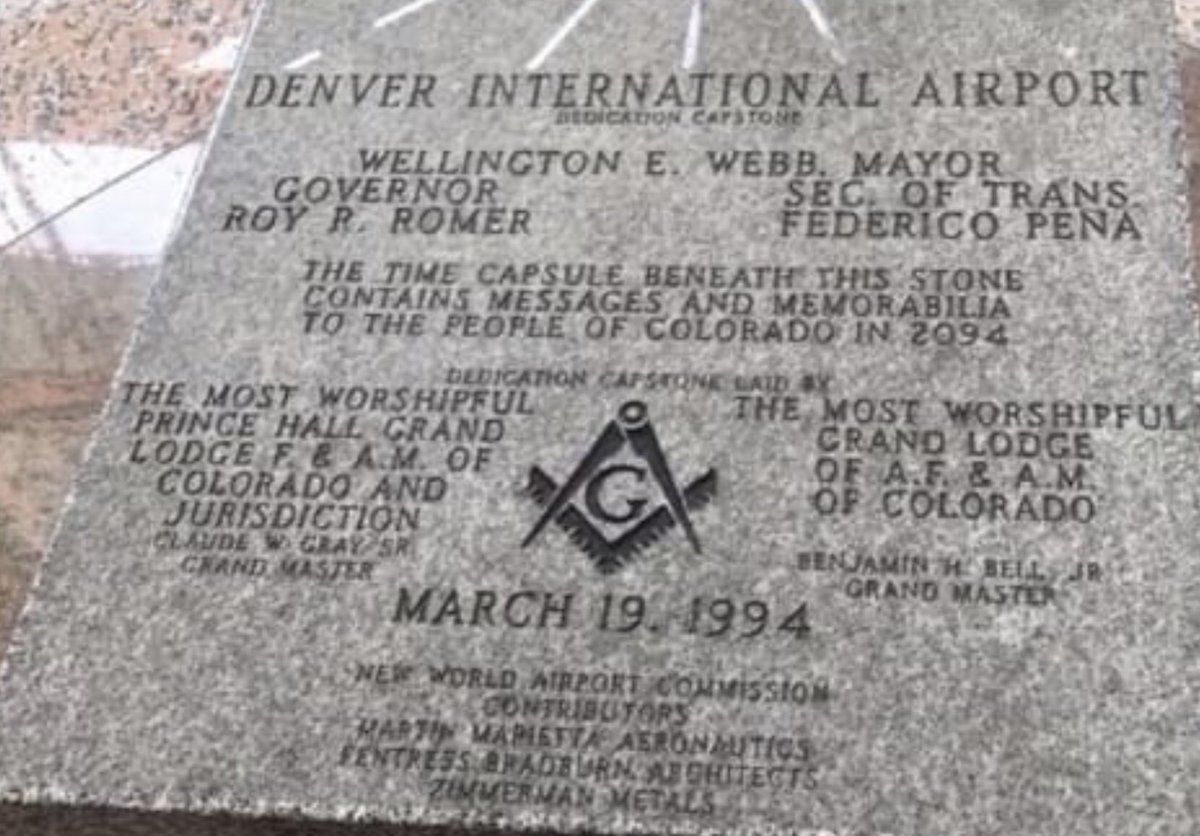 DENVER INTERNATIONAL AIRPORT
DEDICATION CAPSTONE
WELLINGTON E. WEBB. MAYOR
GOVERNOR
ROY R. ROMER
SEC. OF TRANS.
FEDERICO PENA
THE TIME CAPSULE BENEATH THIS STONE
CONTAINS MESSAGES AND MEMORABILIA
TO THE PEOPLE OF COLORADO IN 2094
DEDICATION CAPSTONE LAID BY
THE MOST WORSHIPFUL
PRINCE HALL GRAND
LODGE F. & A.M. OF
COLORADO AND
JURISDICTION
CLAUDE W. GRAY SR.
GRAND MASTER
G
THE MOST WORSHIPFUL
GRAND LODGE
OF A.F. & A.M.
OF COLORADO
BENJAMIN H. BELL, JR
GRAND MASTER
MARCH 19, 1994
NEW WORLD AIRPORT COMMISSION
CONTRIBUTORS
MARTIN MARIETTA AERONAUTICS
FENTRESS BRADBURN ARCHITECTS
ZIMMERMAN METALS